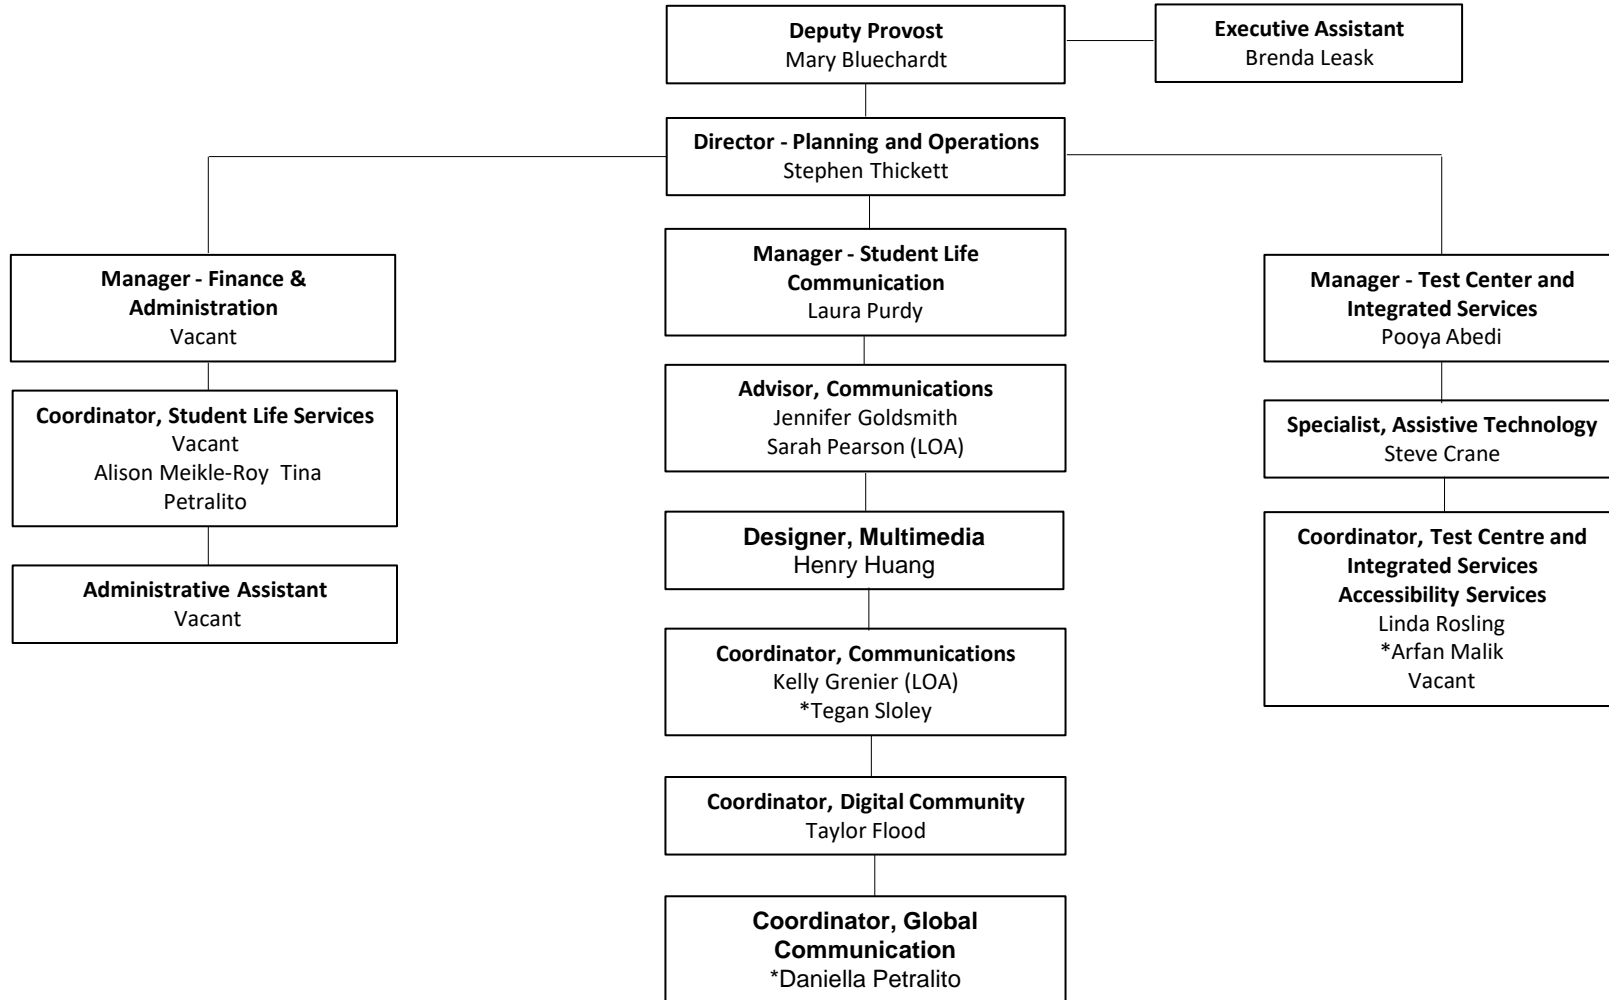 Deputy Provost
Mary Bluechardt
Executive Assistant
Brenda Leask
Director - Planning and Operations
Stephen Thickett
Manager - Finance &
Administration
Vacant
Coordinator, Student Life Services
Vacant
Alison Meikle-Roy  Tina
Petralito
Administrative Assistant
Vacant
Manager - Student Life
Communication
Laura Purdy
Advisor, Communications
Jennifer Goldsmith
Sarah Pearson (LOA)
Designer, Multimedia
Henry Huang
Coordinator, Communications
Kelly Grenier (LOA)
*Tegan Sloley
Coordinator, Digital Community
Taylor Flood
Coordinator, Global
Communication
*Daniella Petralito
Manager - Test Center and
Integrated Services
Pooya Abedi
Specialist, Assistive Technology
Steve Crane
Coordinator, Test Centre and
Integrated Services
Accessibility Services
Linda Rosling
*Arfan Malik
Vacant